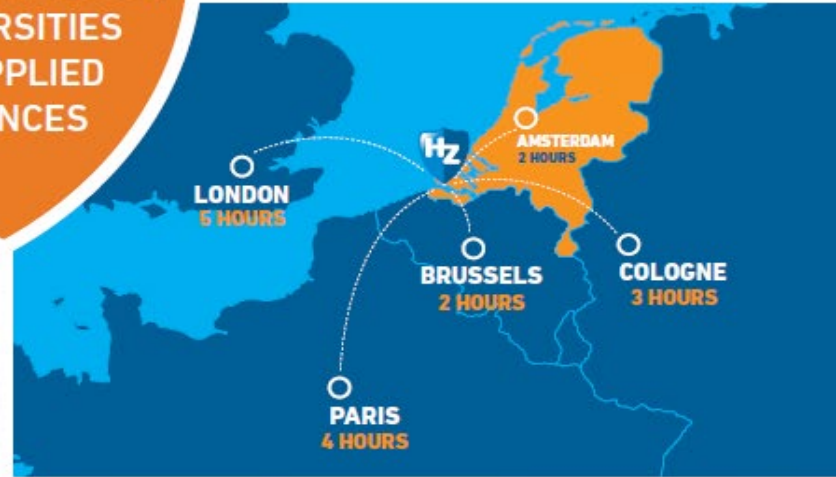 RSITIES
PPLIED
NCES
HZ
AMSTERDAM
2 HOURS
LONDON
5 HOURS
BRUSSELS
2 HOURS
COLOGNE
3 HOURS
PARIS
4 HOURS